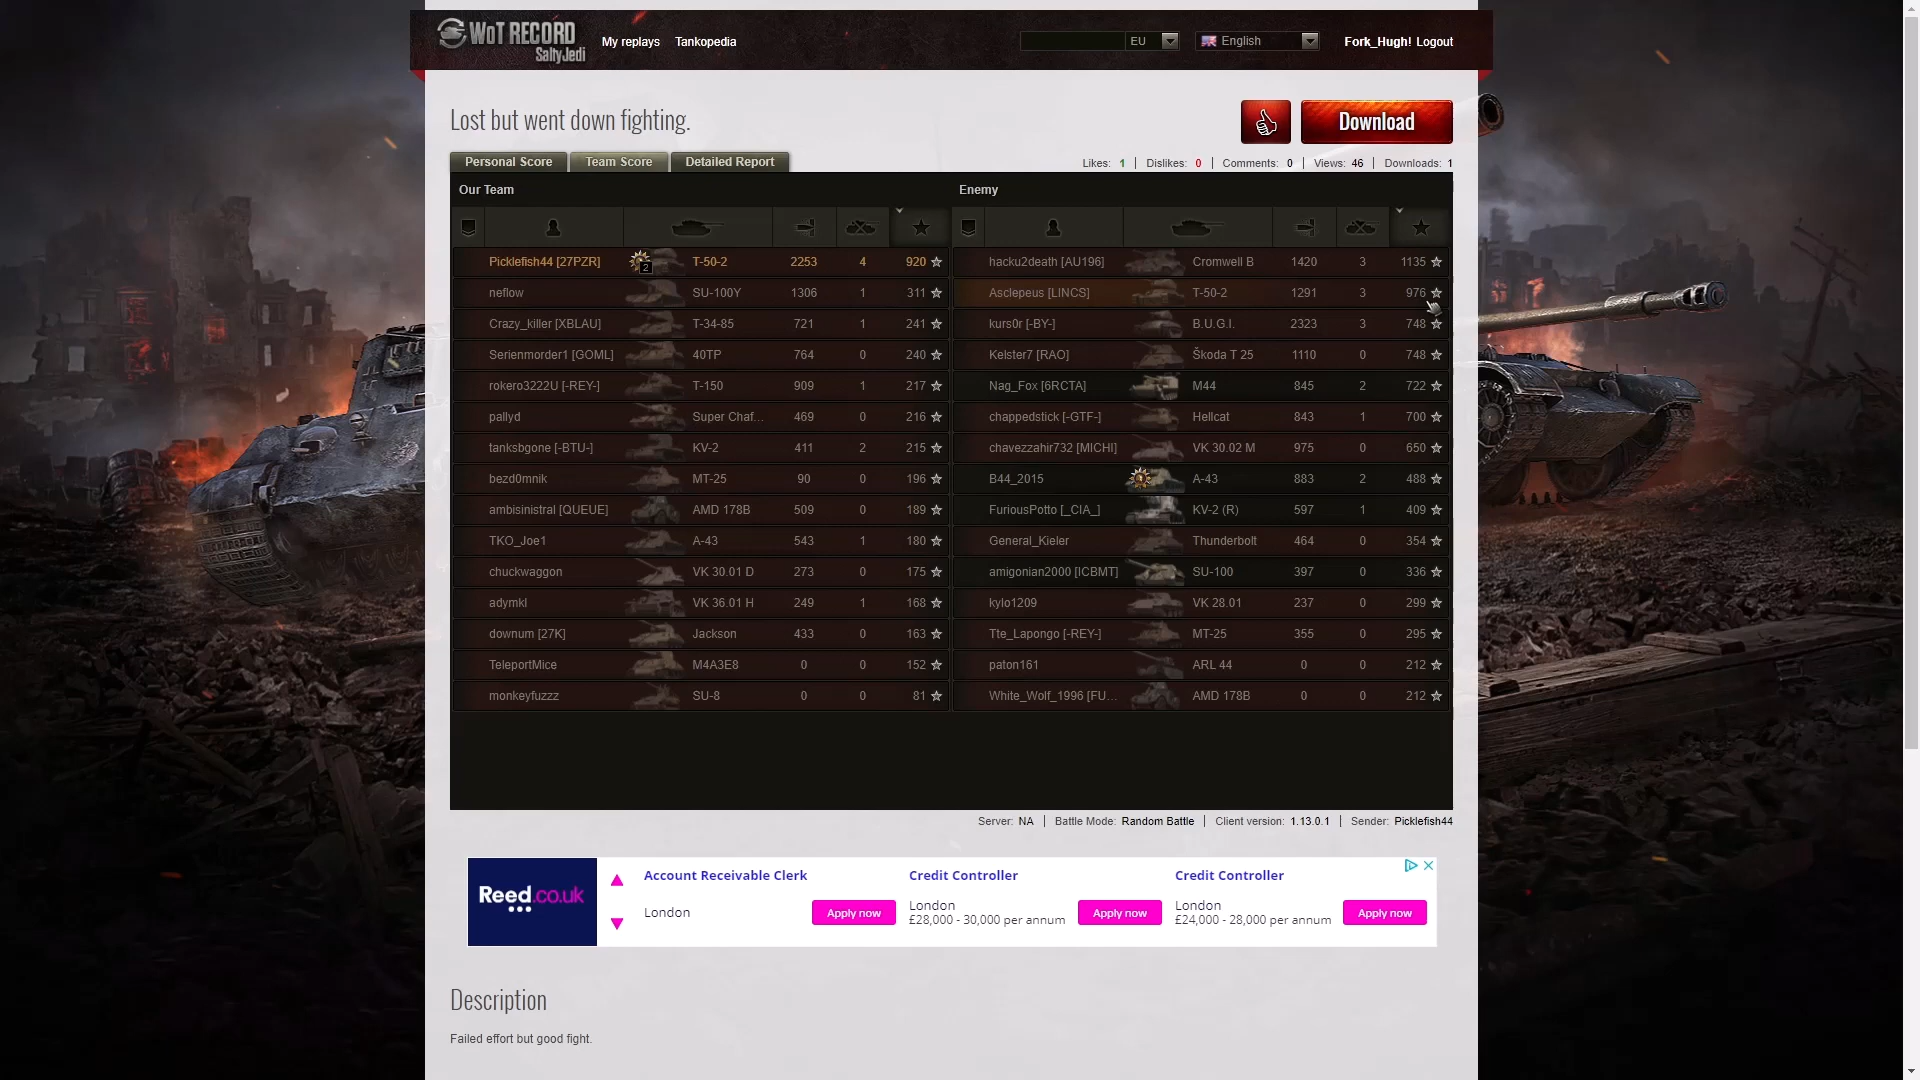 WoT RECORD
SaltyJedi
My replays Tankopedia
EU
English
Fork_Hugh! Logout
Lost but went down fighting.
Download
Personal Score Team Score Detailed Report
Likes: 1 | Dislikes: 0 | Comments: 0 | Views: 46 | Downloads: 1
Our Team Enemy
Picklefish44 [27PZR] 2 T-50-2 2253 4 920 hacku2death [AU196] Cromwell B 1420 3 1135
neflow SU-100Y 1306 1 311 Asclepeus [LINCS] T-50-2 1291 3 976
Crazy_killer [XBLAU] T-34-85 721 1 241 kurs0r [-BY-] B.U.G.I. 2323 3 748
Serienmorder1 [GOML] 40TP 764 0 240 Kelster7 [RAO] Škoda T 25 1110 0 748
rokero3222U [-REY-] T-150 909 1 217 Nag_Fox [6RCTA] M44 845 2 722
pallyd Super Chaf... 469 0 216 chappedstick [-GTF-] Hellcat 843 1 700
tanksbgone [-BTU-] KV-2 411 2 215 chavezzahir732 [MICHI] VK 30.02 M 975 0 650
bezd0mnik MT-25 90 0 196 B44_2015 A-43 883 2 488
ambisinistral [QUEUE] AMD 178B 509 0 189 FuriousPotto [_CIA_] KV-2 (R) 597 1 409
TKO_Joe1 A-43 543 1 180 General_Kieler Thunderbolt 464 0 354
chuckwaggon VK 30.01 D 273 0 175 amigonian2000 [ICBMT] SU-100 397 0 336
adymkl VK 36.01 H 249 1 168 kylo1209 VK 28.01 237 0 299
downum [27K] Jackson 433 0 163 Tte_Lapongo [-REY-] MT-25 355 0 295
TeleportMice M4A3E8 0 0 152 paton161 ARL 44 0 0 212
monkeyfuzzz SU-8 0 0 81 White_Wolf_1996 [FU... AMD 178B 0 0 212
Server: NA | Battle Mode: Random Battle | Client version: 1.13.0.1 | Sender: Picklefish44
Reed.co.uk
Account Receivable Clerk
London
Apply now
Credit Controller
London
£28,000 - 30,000 per annum
Apply now
Credit Controller
London
£24,000 - 28,000 per annum
Apply now
Description
Failed effort but good fight.